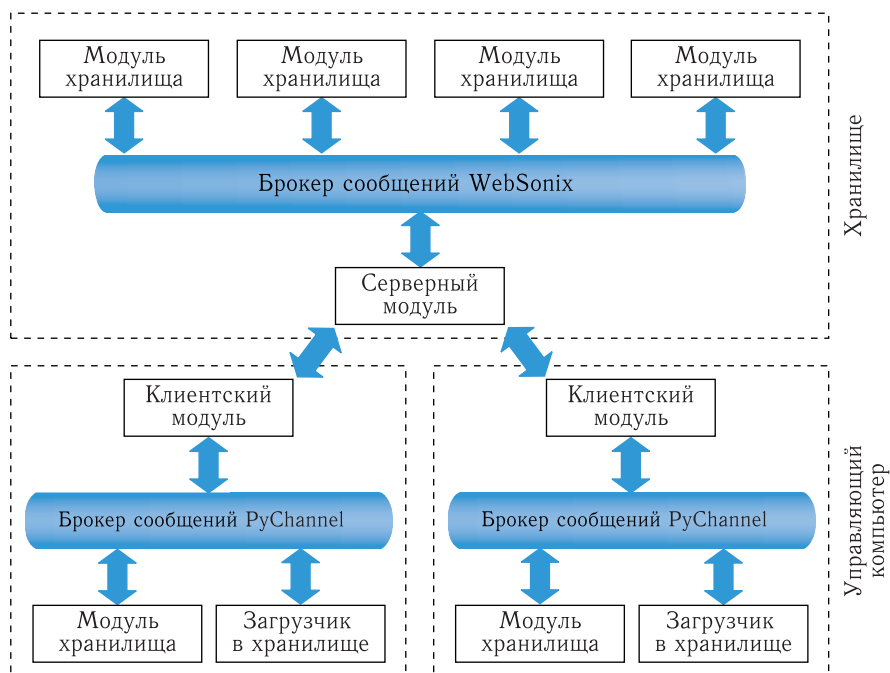 Модуль
хранилища
Модуль
хранилища
Модуль
хранилища
Модуль
хранилища
Брокер сообщений WebSonix
Серверный
модуль
Хранилище
Клиентский
модуль
Клиентский
модуль
Брокер сообщений PyChannel
Брокер сообщений PyChannel
Модуль
хранилища
Загрузчик
в хранилище
Модуль
хранилища
Загрузчик
в хранилище
Управляющий
компьютер